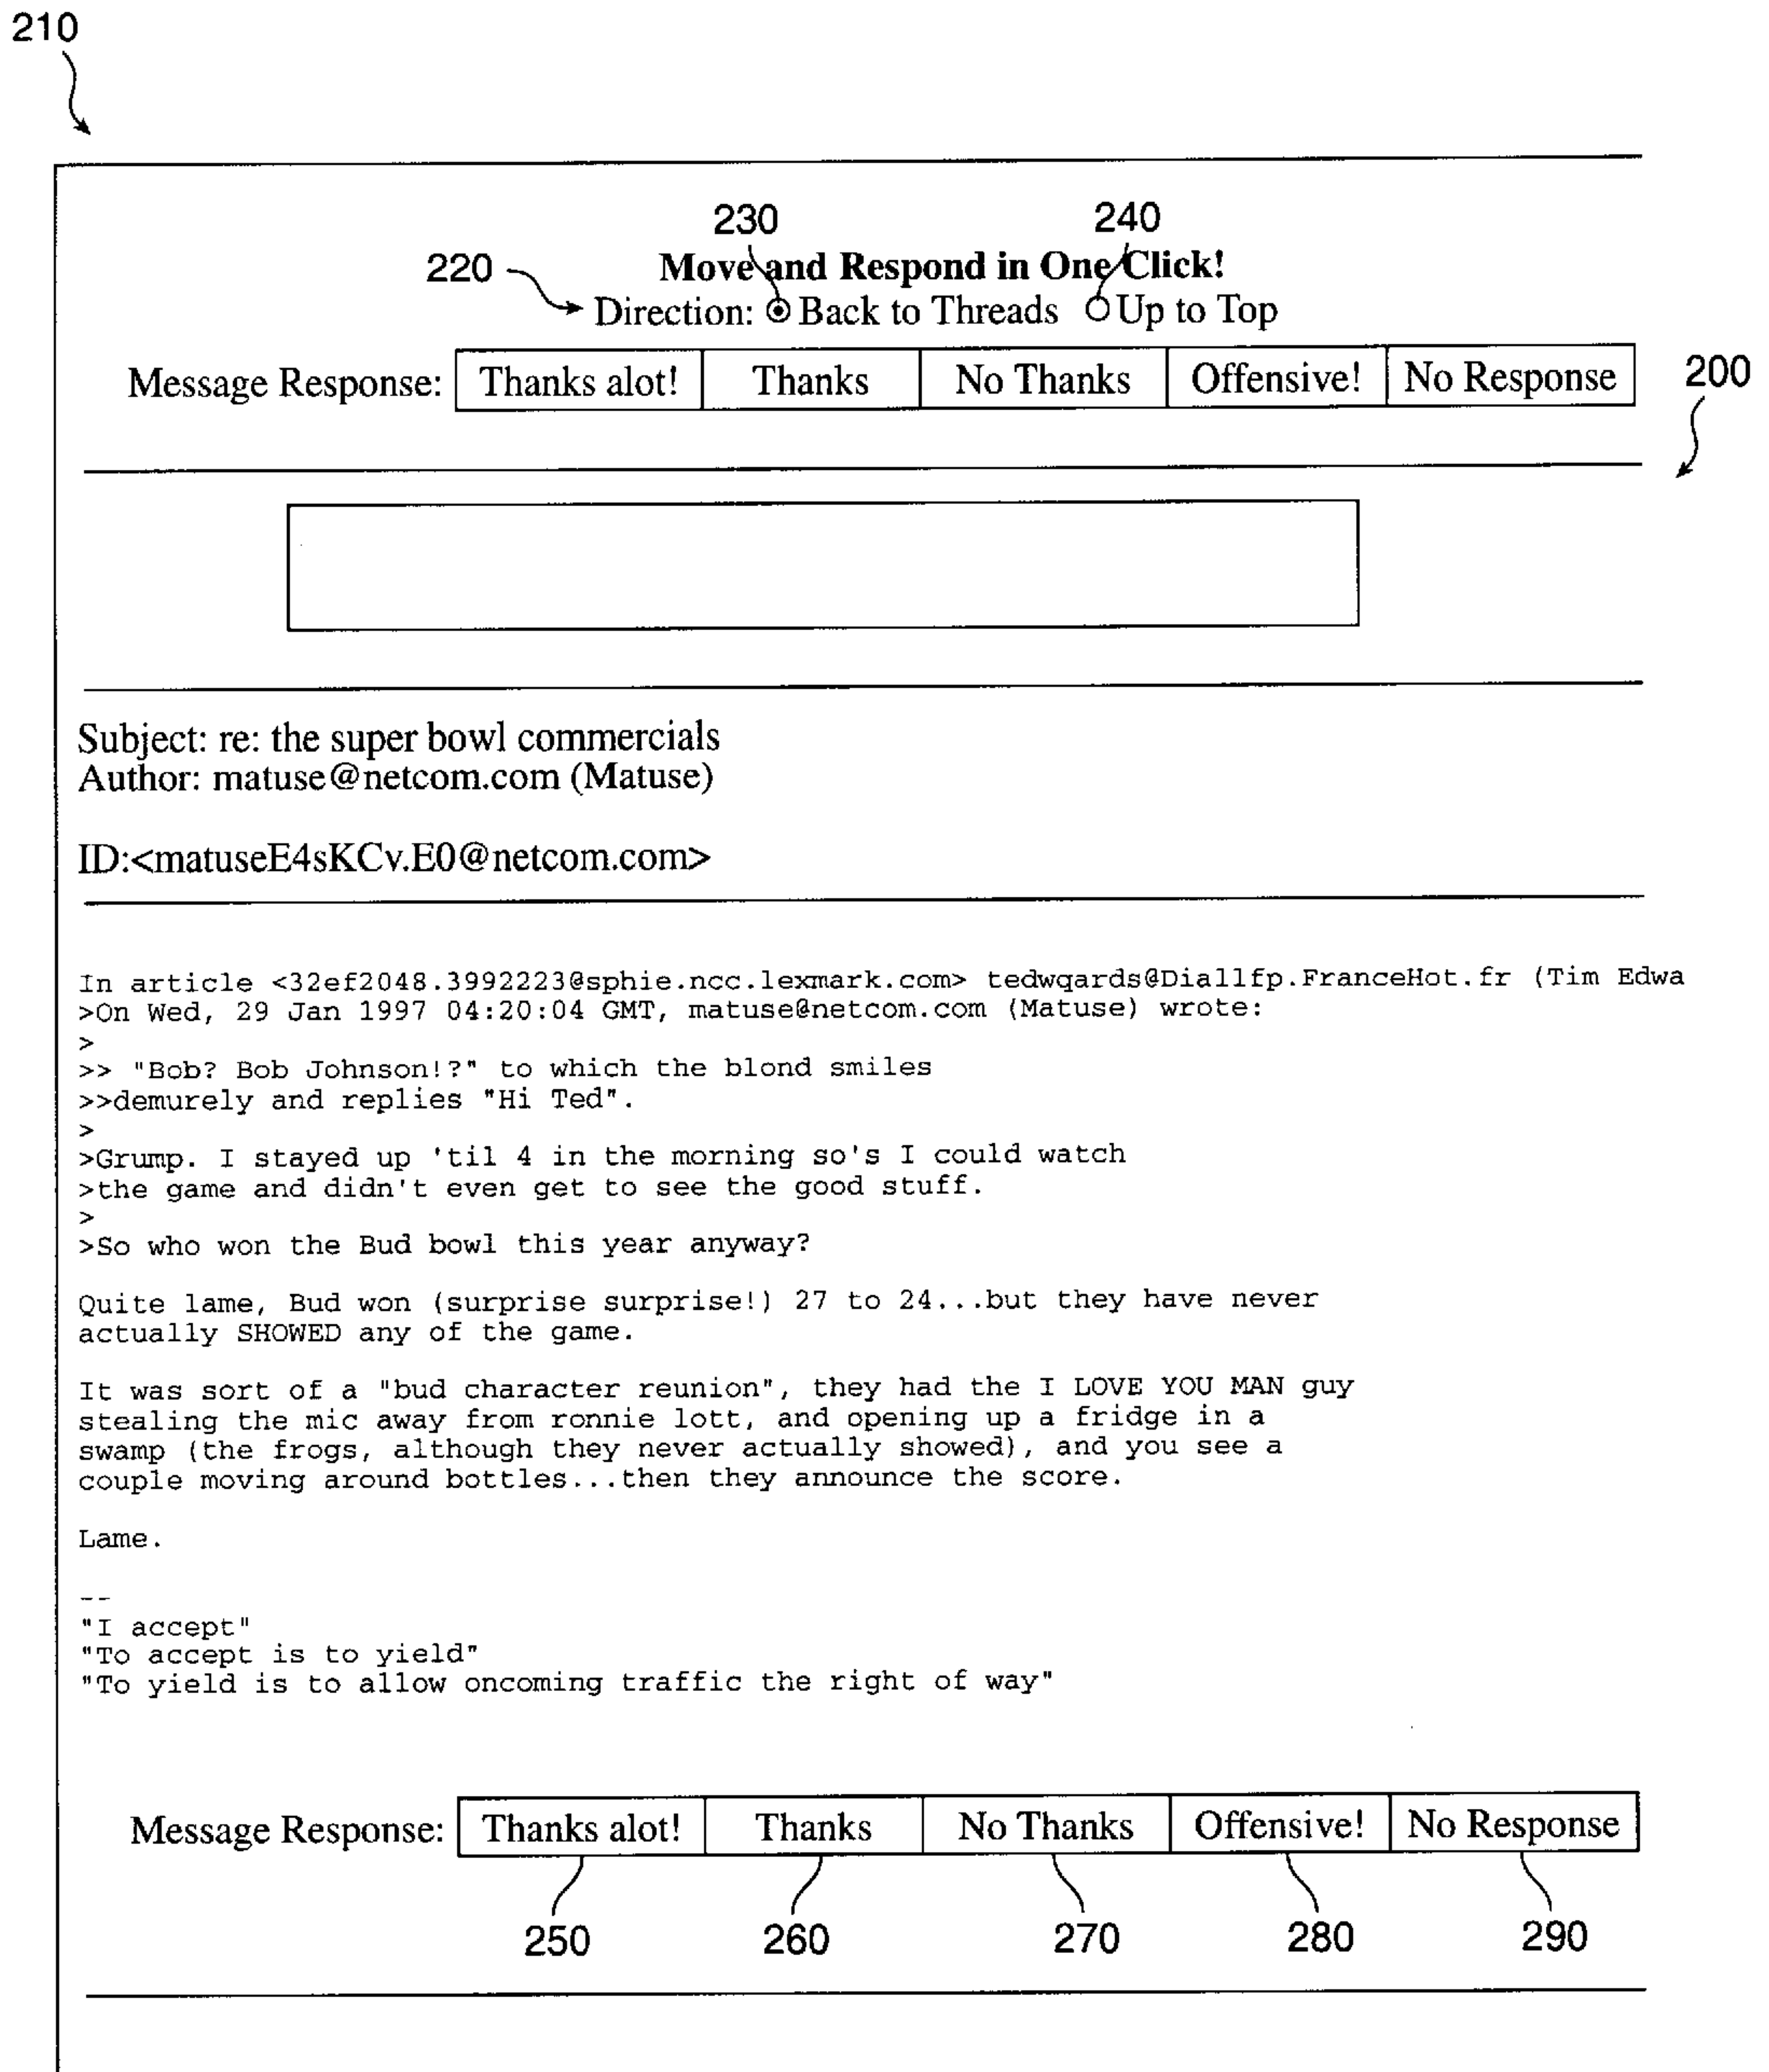 210
230 240
220 Move and Respond in One Click!
Direction: Back to Threads Up to Top
Message Response: Thanks alot! Thanks No Thanks Offensive! No Response 200
Subject: re: the super bowl commercials
Author: matuse@netcom.com (Matuse)
ID:<matuseE4sKCv.E0@netcom.com>
In article <32ef2048.3992223@sphie.ncc.lexmark.com> tedwqards@Diallfp.FranceHot.fr (Tim Edwa
>On Wed, 29 Jan 1997 04:20:04 GMT, matuse@netcom.com (Matuse) wrote:
>
>> "Bob? Bob Johnson!?" to which the blond smiles
>>demurely and replies "Hi Ted".
>
>Grump. I stayed up 'til 4 in the morning so's I could watch
>the game and didn't even get to see the good stuff.
>
>So who won the Bud bowl this year anyway?
Quite lame, Bud won (surprise surprise!) 27 to 24...but they have never
actually SHOWED any of the game.
It was sort of a "bud character reunion", they had the I LOVE YOU MAN guy
stealing the mic away from ronnie lott, and opening up a fridge in a
swamp (the frogs, although they never actually showed), and you see a
couple moving around bottles...then they announce the score.
Lame.
--
"I accept"
"To accept is to yield"
"To yield is to allow oncoming traffic the right of way"
Message Response: Thanks alot! Thanks No Thanks Offensive! No Response
250 260 270 280 290